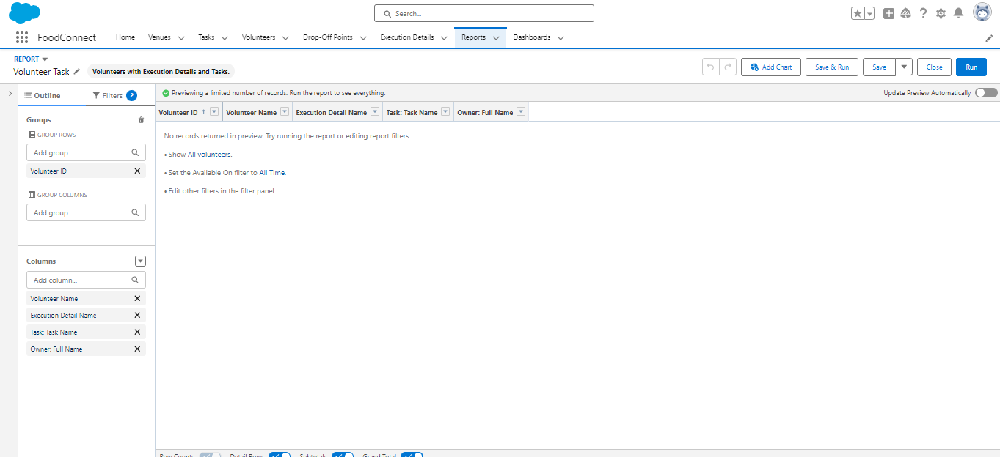 Search...
FoodConnect
Home
Venues
Tasks
Volunteers
Drop-Off Points
Execution Details
Reports
Dashboards
REPORT
Volunteer Task
Volunteers with Execution Details and Tasks.
Add Chart
Save & Run
Save
Close
Run
Outline
Filters 2
Previewing a limited number of records. Run the report to see everything.
Update Preview Automatically
Groups
GROUP ROWS
Add group...
Volunteer ID
GROUP COLUMNS
Add group...
Columns
Add column...
Volunteer Name
Execution Detail Name
Task: Task Name
Owner: Full Name
Volunteer ID ↑
Volunteer Name
Execution Detail Name
Task: Task Name
Owner: Full Name
No records returned in preview. Try running the report or editing report filters.
• Show All volunteers.
• Set the Available On filter to All Time.
• Edit other filters in the filter panel.
Row Counts
Detail Rows
Subtotals
Grand Total